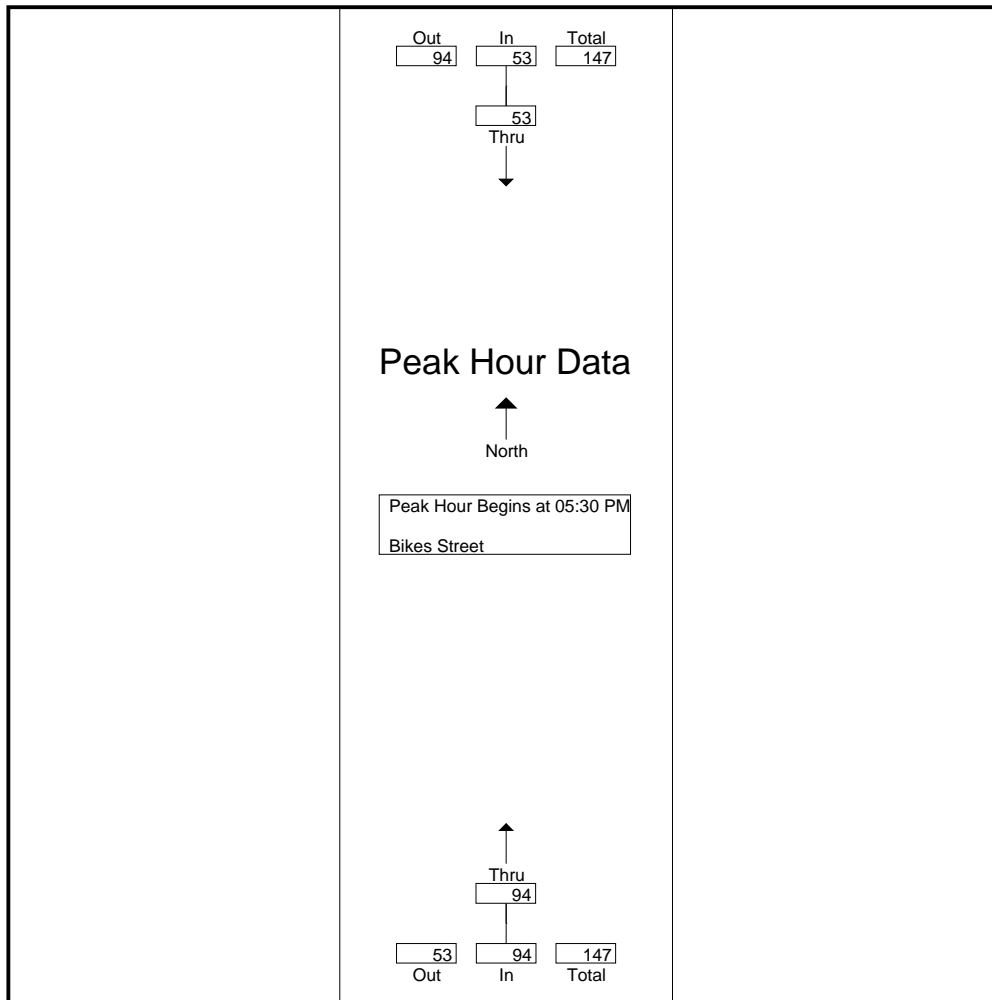 Out In Total
94 53 147
53
Thru
Peak Hour Data
North
Peak Hour Begins at 05:30 PM
Bikes Street
Thru
94
53 94 147
Out In Total